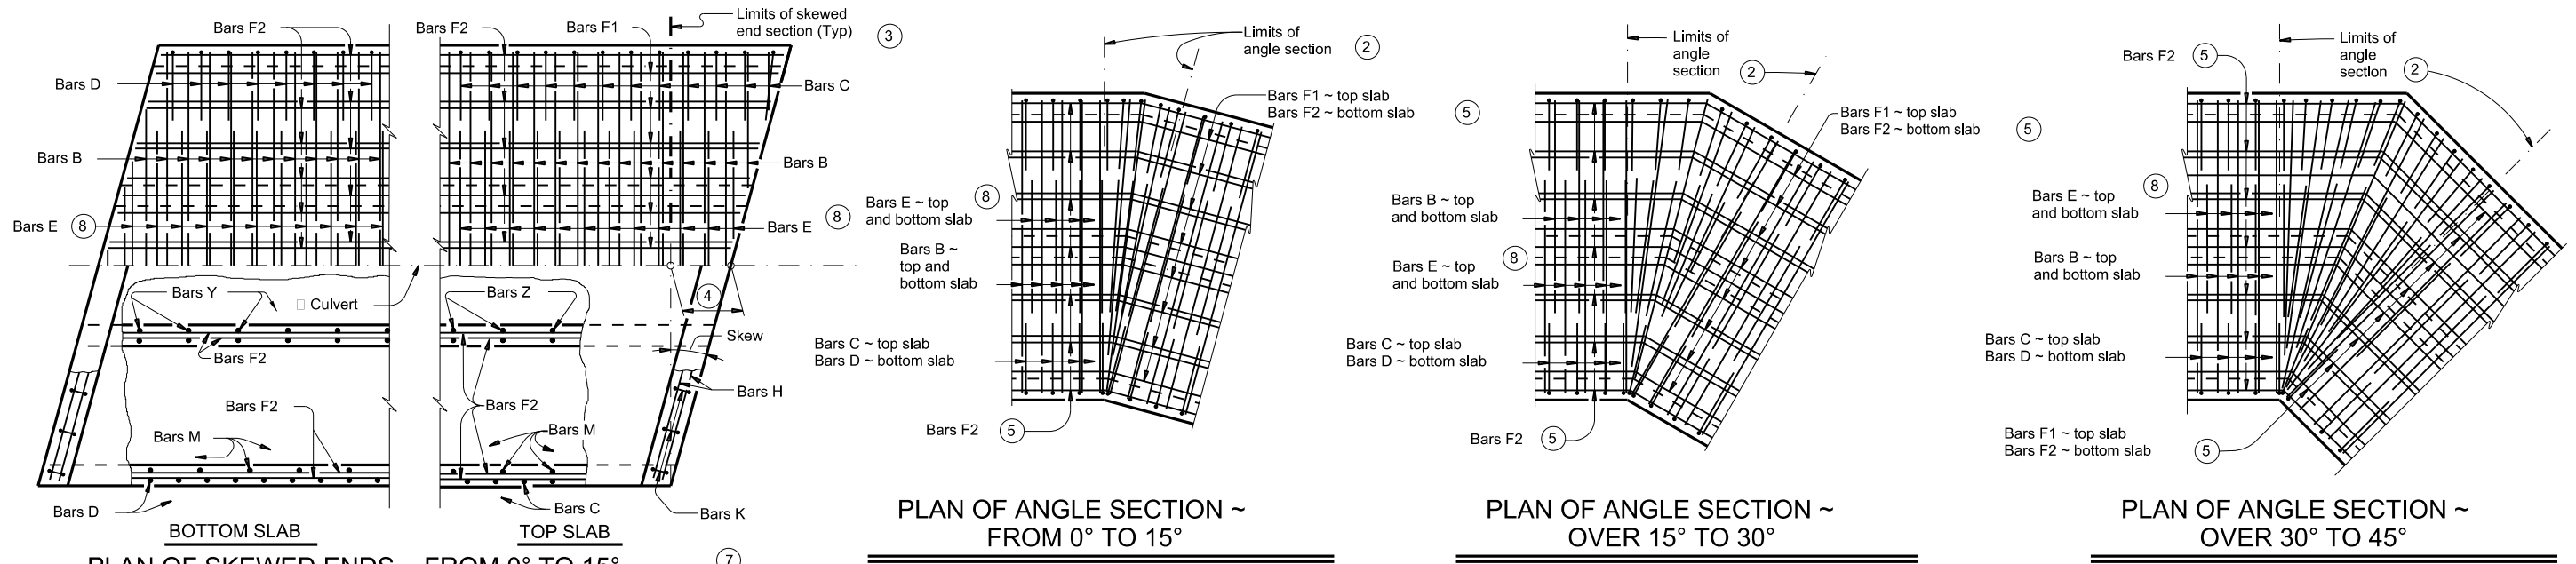 Bars F2
Bars F2
Bars F1
Limits of skewed
end section (Typ)
3
Bars D
Bars C
Bars B
Bars B
Bars E
8
Bars E
8
Bars Y
Bars Z
Culvert
4
Bars F2
Skew
Bars H
Bars F2
Bars F2
Bars M
Bars M
Bars D
Bars C
Bars K
BOTTOM SLAB
TOP SLAB
PLAN OF SKEWED ENDS ~ FROM 0° TO 15°
7
Limits of
angle section
2
Bars F1 ~ top slab
Bars F2 ~ bottom slab
5
Bars E ~ top
and bottom slab
8
Bars B ~
top and
bottom slab
Bars C ~ top slab
Bars D ~ bottom slab
Bars F2
5
PLAN OF ANGLE SECTION ~
FROM 0° TO 15°
Limits of
angle
section
2
Bars F1 ~ top slab
Bars F2 ~ bottom slab
5
Bars B ~ top
and bottom slab
Bars E ~ top
and bottom slab
8
Bars C ~ top slab
Bars D ~ bottom slab
Bars F2
5
PLAN OF ANGLE SECTION ~
OVER 15° TO 30°
Bars F2
5
Limits of
angle
section
2
Bars E ~ top
and bottom slab
8
Bars B ~ top
and bottom slab
Bars C ~ top slab
Bars D ~ bottom slab
Bars F1 ~ top slab
Bars F2 ~ bottom slab
5
PLAN OF ANGLE SECTION ~
OVER 30° TO 45°